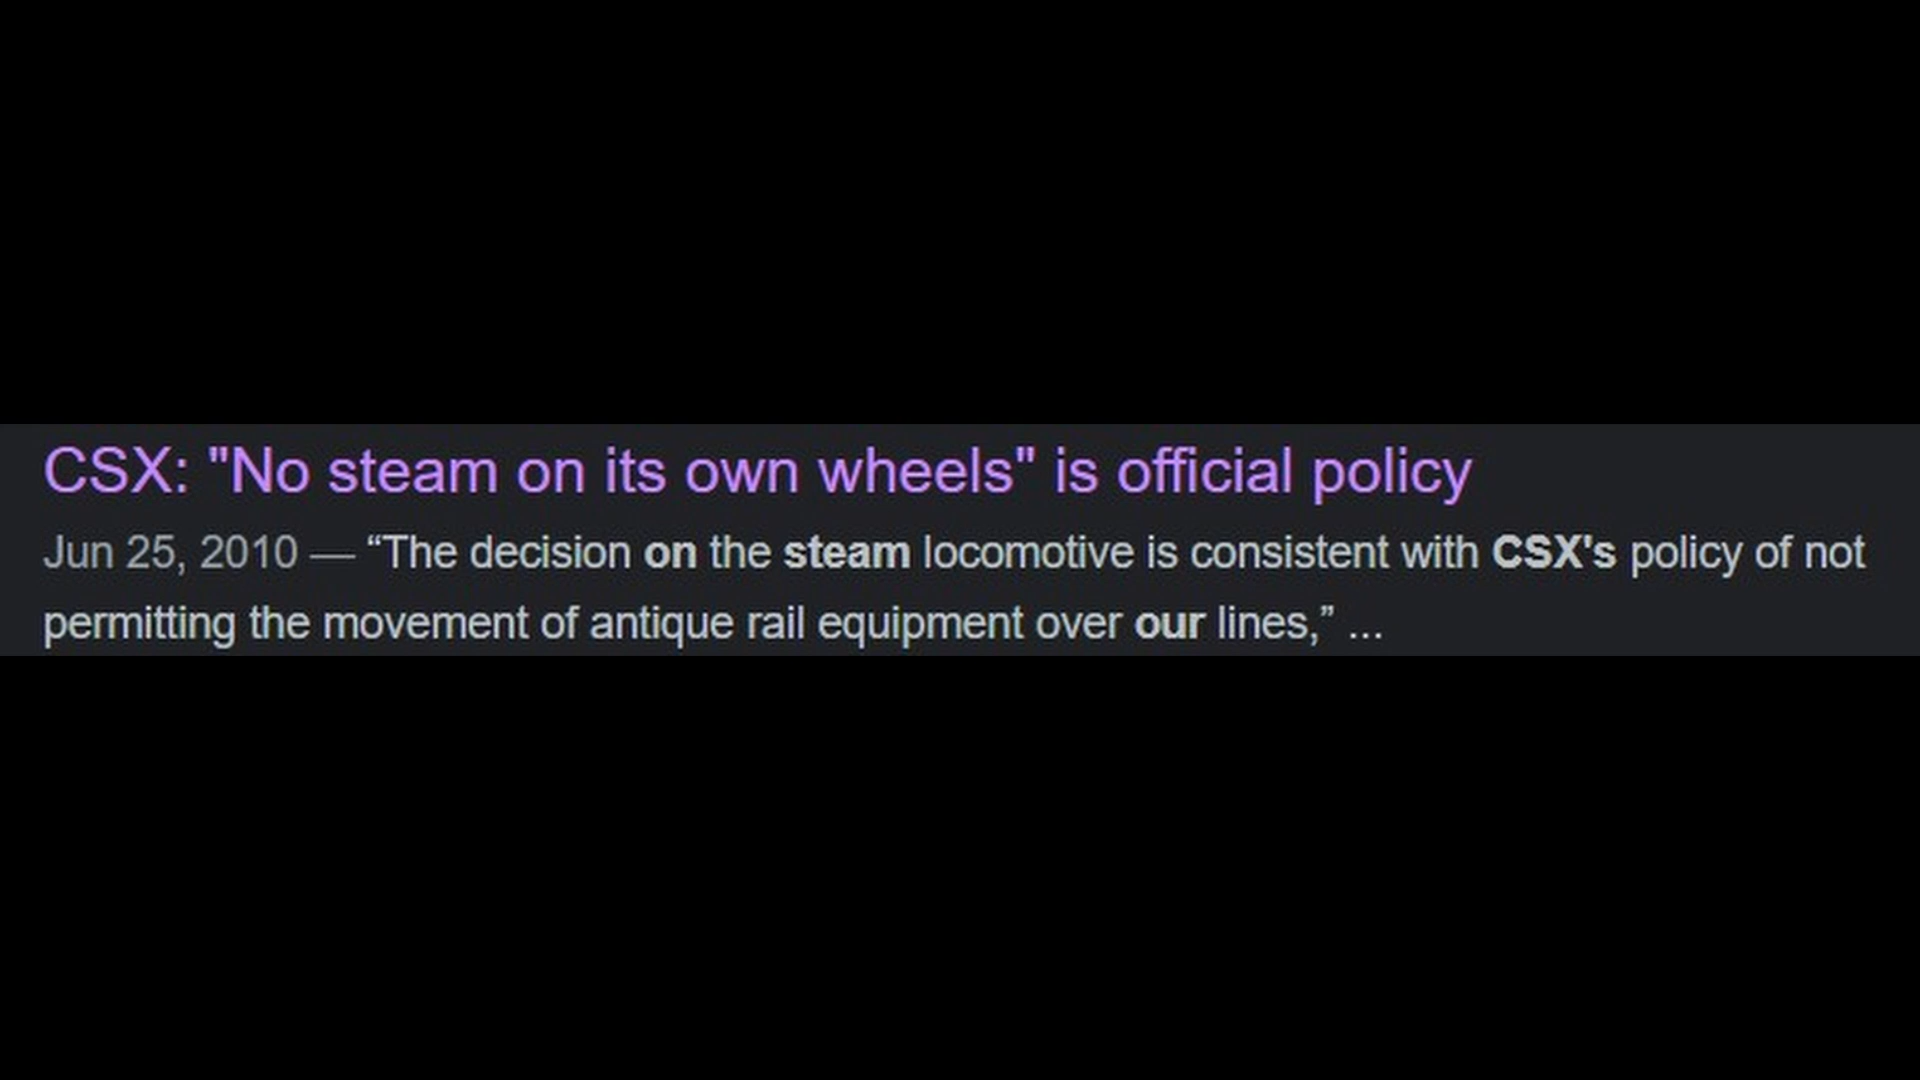 CSX: "No steam on its own wheels" is official policy
Jun 25, 2010 — “The decision on the steam locomotive is consistent with CSX's policy of not
permitting the movement of antique rail equipment over our lines,” ...